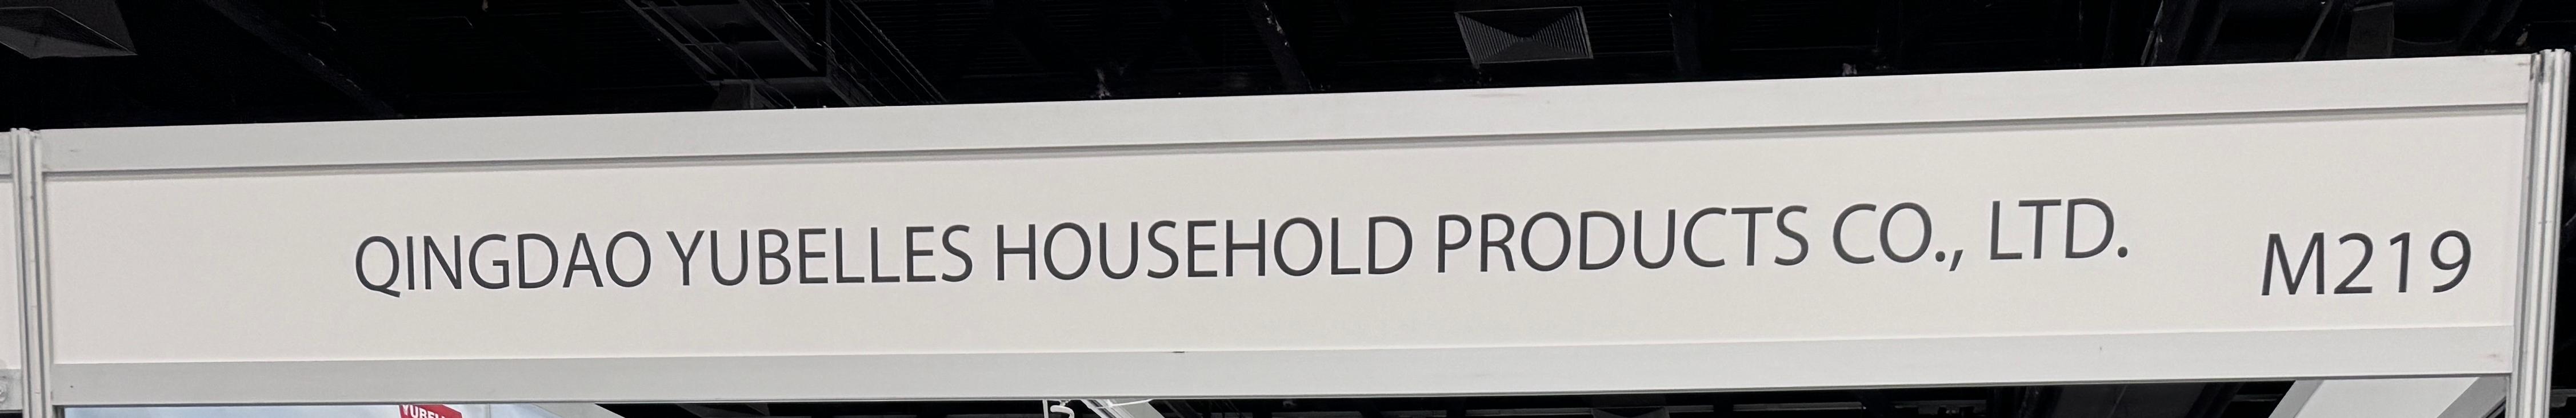 QINGDAO YUBELLES HOUSEHOLD PRODUCTS CO., LTD.
M219